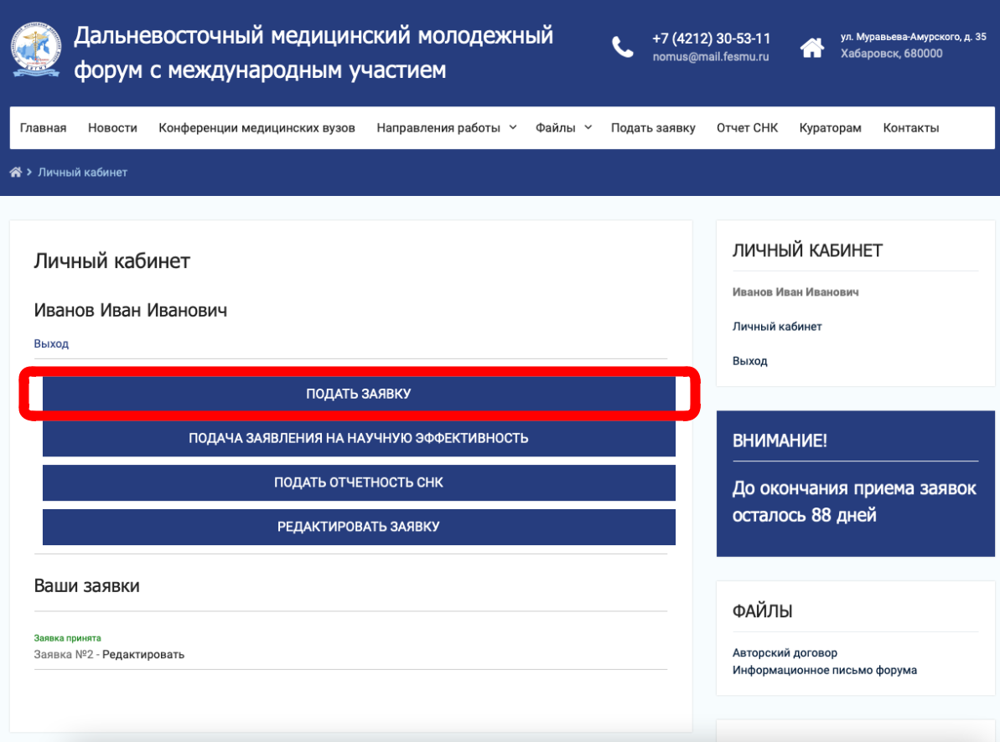 Дальневосточный медицинский молодежный
форум с международным участием
+7 (4212) 30-53-11
nomus@mail.fesmu.ru
ул. Муравьева-Амурского, д. 35
Хабаровск, 680000
Главная Новости Конференции медицинских вузов Направления работы Файлы Подать заявку Отчет СНК Кураторам Контакты
Личный кабинет
Личный кабинет
Иванов Иван Иванович
Выход
ПОДАТЬ ЗАЯВКУ
ПОДАЧА ЗАЯВЛЕНИЯ НА НАУЧНУЮ ЭФФЕКТИВНОСТЬ
ПОДАТЬ ОТЧЕТНОСТЬ СНК
РЕДАКТИРОВАТЬ ЗАЯВКУ
Ваши заявки
Заявка принята
Заявка №2 - Редактировать
ЛИЧНЫЙ КАБИНЕТ
Иванов Иван Иванович
Личный кабинет
Выход
ВНИМАНИЕ!
До окончания приема заявок
осталось 88 дней
ФАЙЛЫ
Авторский договор
Информационное письмо форума